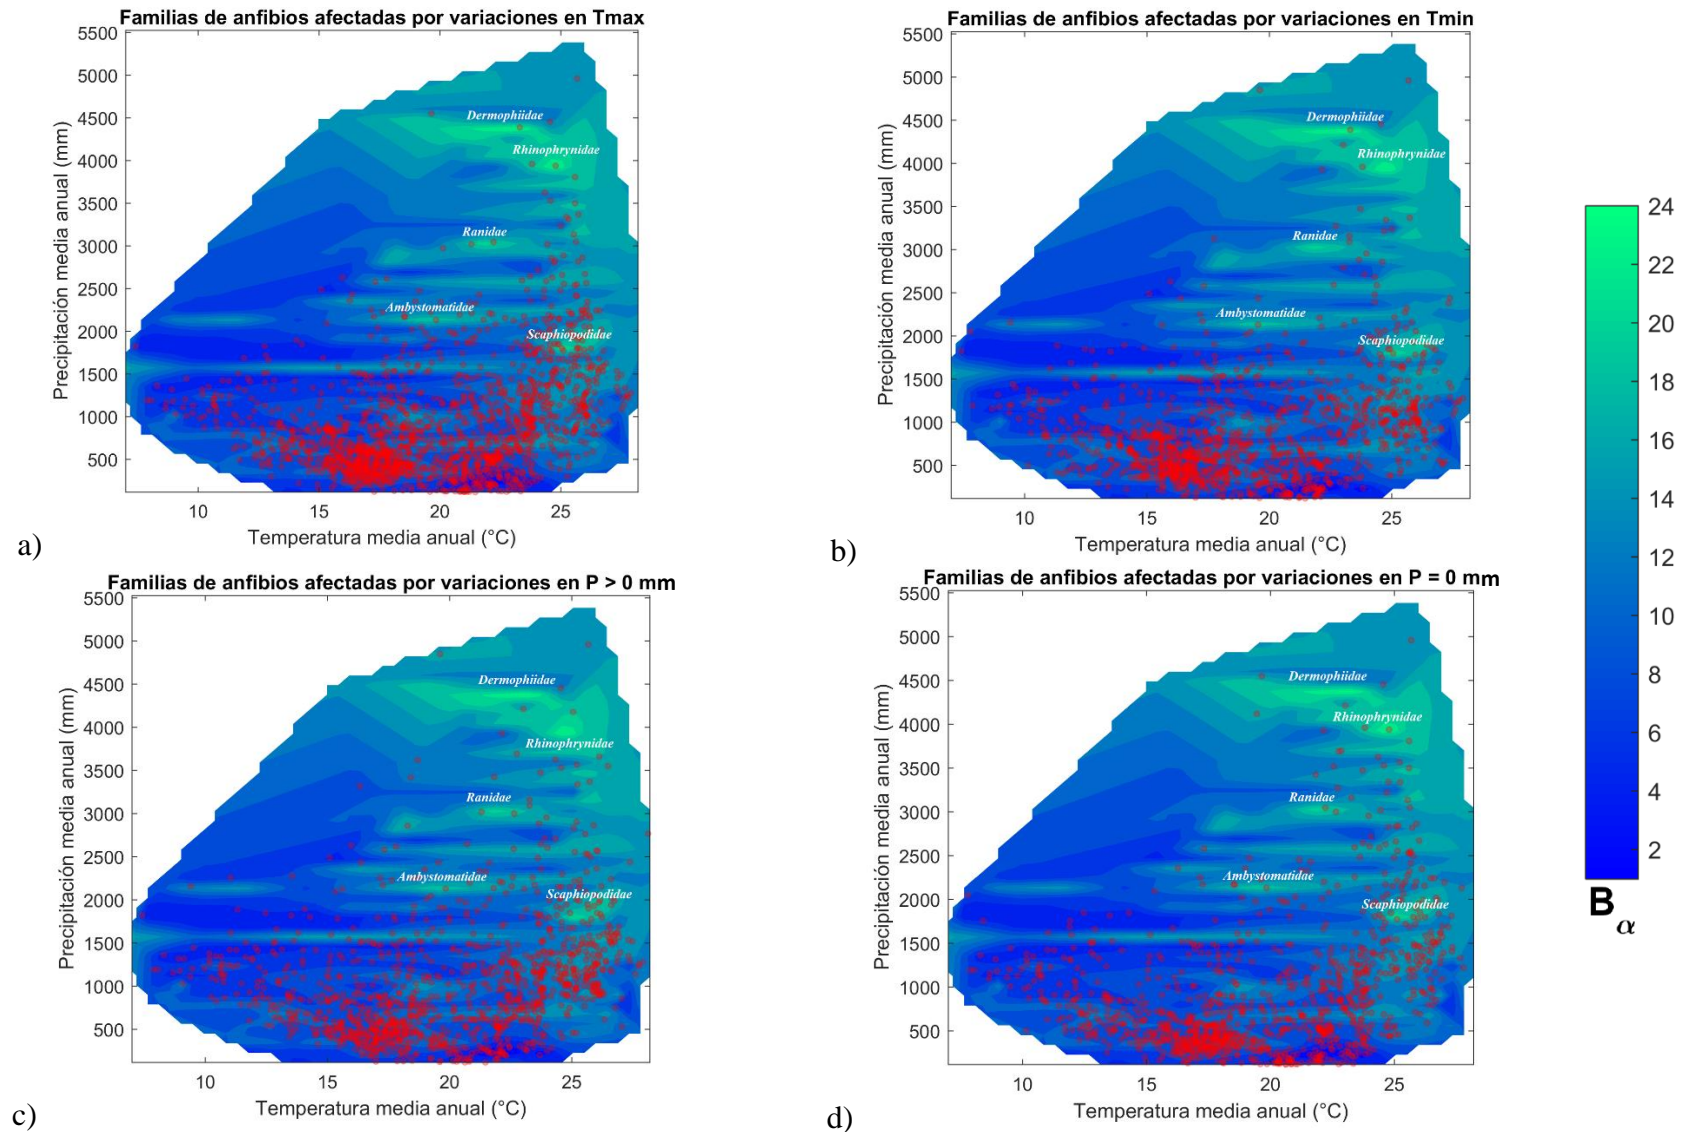 Familias de anfibios afectadas por variaciones en Tmax
Precipitación media anual (mm)
5500
5000
4500
4000
3500
3000
2500
2000
1500
1000
500
Dermophiidae
Rhinophrynidae
Ranidae
Ambystomatidae
Scaphiopodidae
10 15 20 25
Temperatura media anual (°C)
a)
Familias de anfibios afectadas por variaciones en Tmin
Precipitación media anual (mm)
5500
5000
4500
4000
3500
3000
2500
2000
1500
1000
500
Dermophiidae
Rhinophrynidae
Ranidae
Ambystomatidae
Scaphiopodidae
10 15 20 25
Temperatura media anual (°C)
b)
Familias de anfibios afectadas por variaciones en P > 0 mm
Precipitación media anual (mm)
5500
5000
4500
4000
3500
3000
2500
2000
1500
1000
500
Dermophiidae
Rhinophrynidae
Ranidae
Ambystomatidae
Scaphiopodidae
10 15 20 25
Temperatura media anual (°C)
c)
Familias de anfibios afectadas por variaciones en P = 0 mm
Precipitación media anual (mm)
5500
5000
4500
4000
3500
3000
2500
2000
1500
1000
500
Dermophiidae
Rhinophrynidae
Ranidae
Ambystomatidae
Scaphiopodidae
10 15 20 25
Temperatura media anual (°C)
d)
24
22
20
18
16
14
12
10
8
6
4
2
Bα